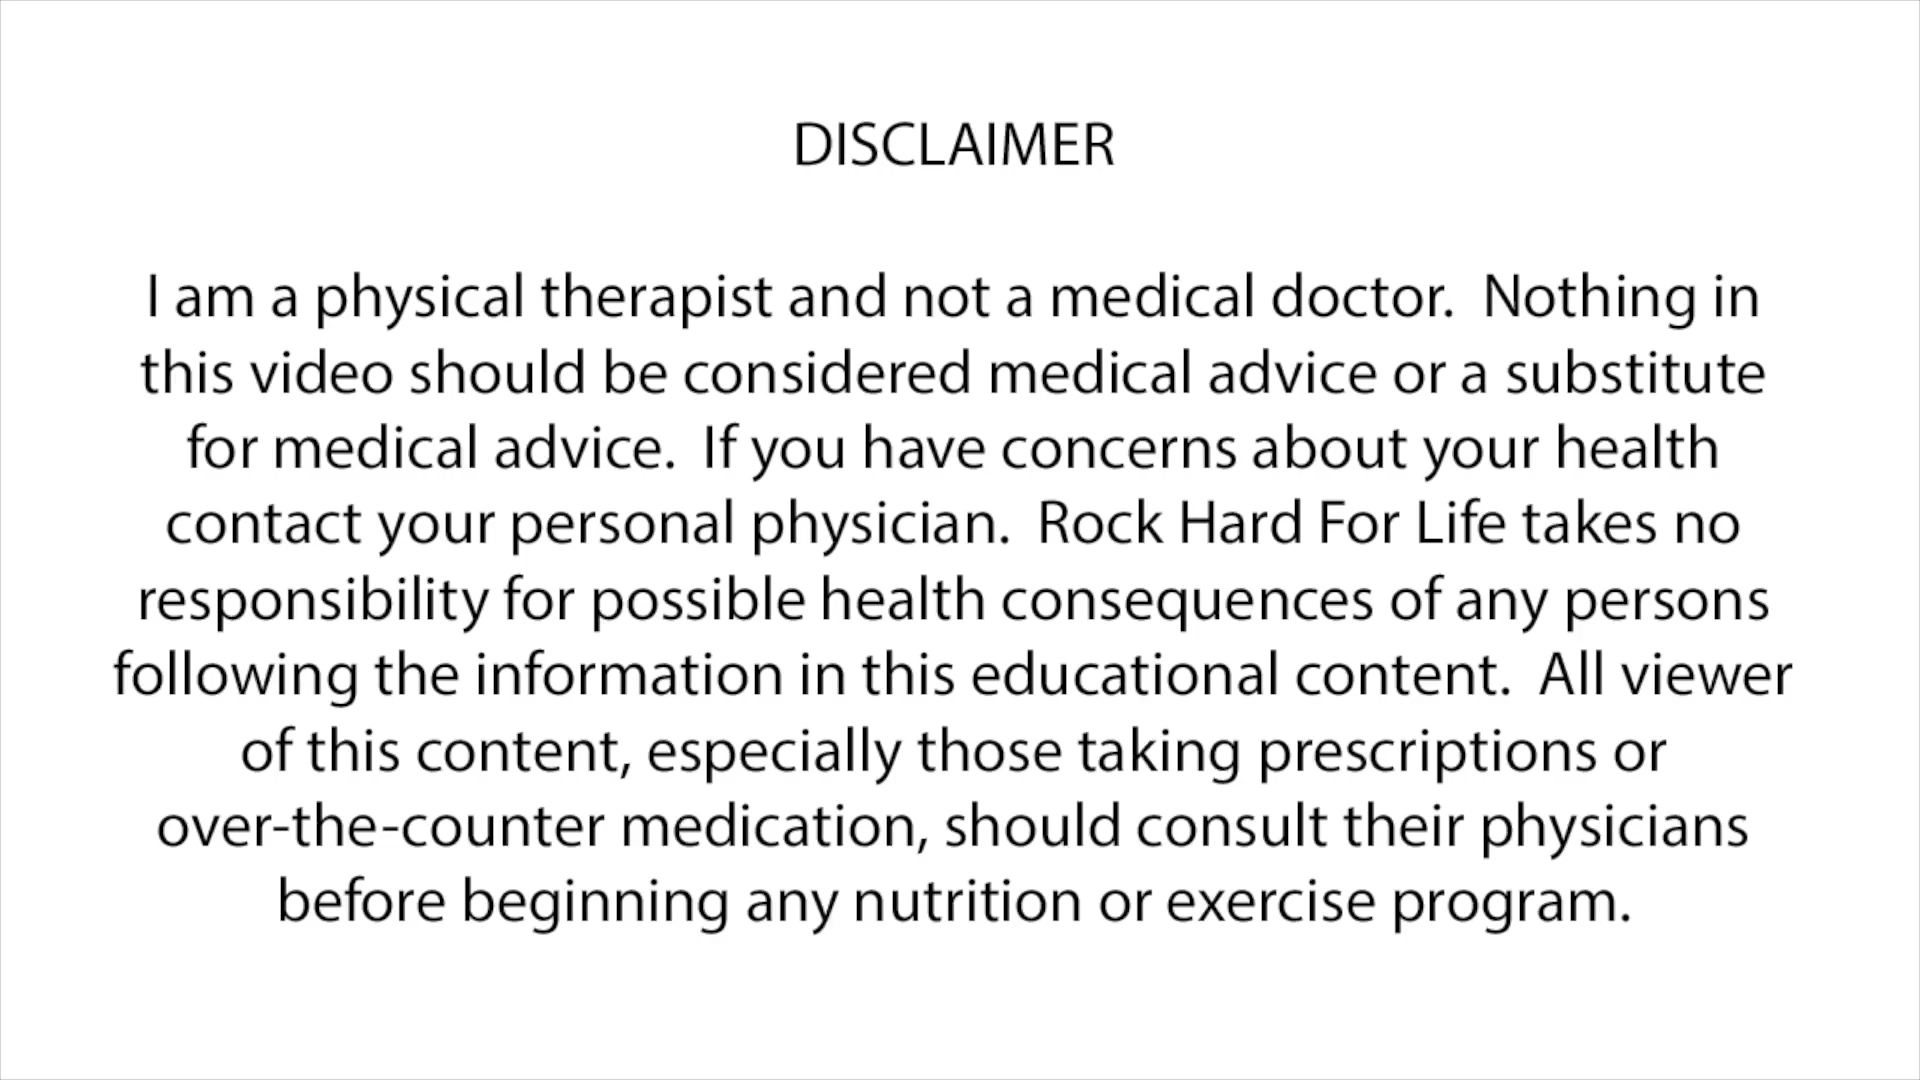 DISCLAIMER
I am a physical therapist and not a medical doctor.  Nothing in
this video should be considered medical advice or a substitute
for medical advice.  If you have concerns about your health
contact your personal physician.  Rock Hard For Life takes no
responsibility for possible health consequences of any persons
following the information in this educational content.  All viewer
of this content, especially those taking prescriptions or
over-the-counter medication, should consult their physicians
before beginning any nutrition or exercise program.